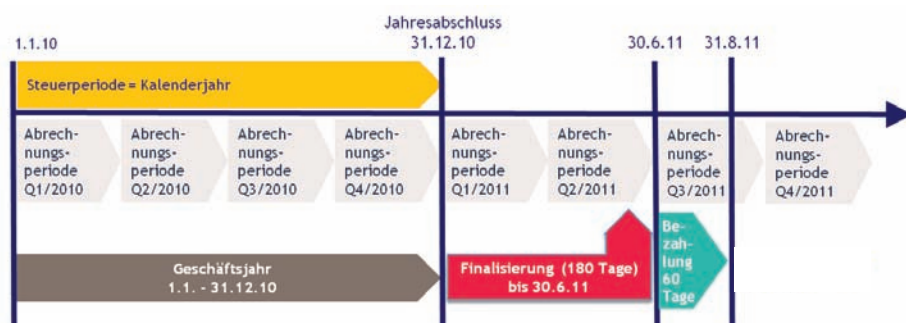 Jahresabschluss
1.1.10
31.12.10
30.6.11
31.8.11
Steuerperiode = Kalenderjahr
Abrech-
nungs-
periode
Q1/2010
Abrech-
nungs-
periode
Q2/2010
Abrech-
nungs-
periode
Q3/2010
Abrech-
nungs-
periode
Q4/2010
Abrech-
nungs-
periode
Q1/2011
Abrech-
nungs-
periode
Q2/2011
Abrech-
nungs-
periode
Q3/2011
Abrech-
nungs-
periode
Q4/2011
Geschäftsjahr
1.1. - 31.12.10
Finalisierung (180 Tage)
bis 30.6.11
Be-
zah-
lung
60
Tage